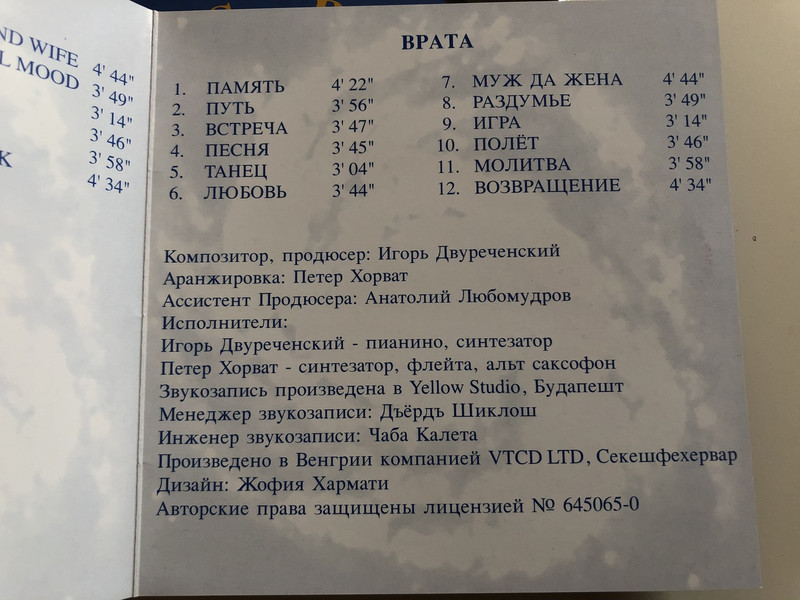 ND WIFE 4' 44"
L MOOD 3' 49"
3' 14"
3' 46"
K 3' 58"
4' 34"
ВРАТА
1. ПАМЯТЬ 4' 22"
2. ПУТЬ 3' 56"
3. ВСТРЕЧА 3' 47"
4. ПЕСНЯ 3' 45"
5. ТАНЕЦ 3' 04"
6. ЛЮБОВЬ 3' 44"
7. МУЖ ДА ЖЕНА 4' 44"
8. РАЗДУМЬЕ 3' 49"
9. ИГРА 3' 14"
10. ПОЛЁТ 3' 46"
11. МОЛИТВА 3' 58"
12. ВОЗВРАЩЕНИЕ 4' 34"
Композитор, продюсер: Игорь Двуреченский
Аранжировка: Петер Хорват
Ассистент Продюсера: Анатолий Любомудров
Исполнители:
Игорь Двуреченский - пианино, синтезатор
Петер Хорват - синтезатор, флейта, альт саксофон
Звукозапись произведена в Yellow Studio, Будапешт
Менеджер звукозаписи: Дъёрдъ Шиклош
Инженер звукозаписи: Чаба Калета
Произведено в Венгрии компанией VTCD LTD, Секешфехервар
Дизайн: Жофия Хармати
Авторские права защищены лицензией № 645065-0